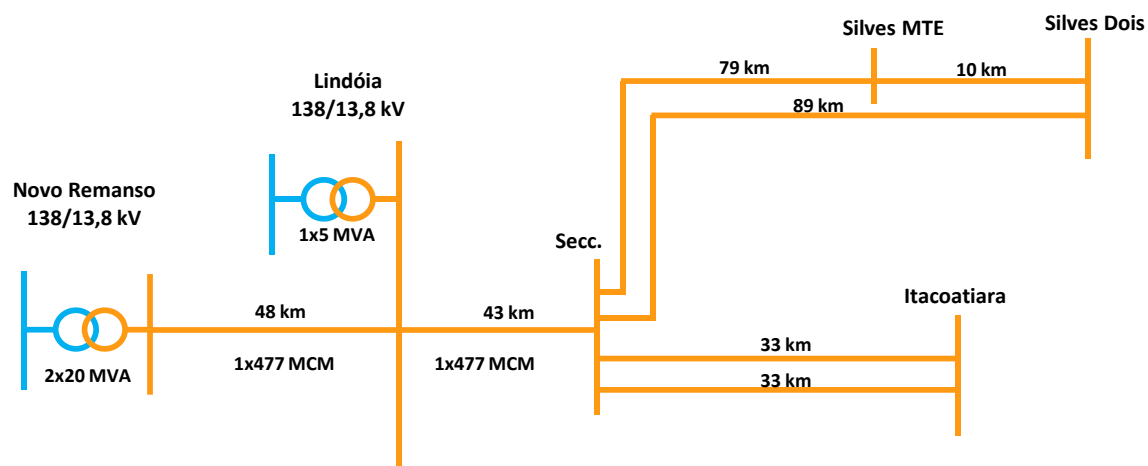 Silves MTE
Silves Dois
79 km
10 km
89 km
Lindóia
138/13,8 kV
1x5 MVA
Novo Remanso
138/13,8 kV
2x20 MVA
48 km
1x477 MCM
43 km
1x477 MCM
Secc.
Itacoatiara
33 km
33 km